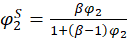 φ₂ˢ = βφ₂ / 1+(β−1)φ₂